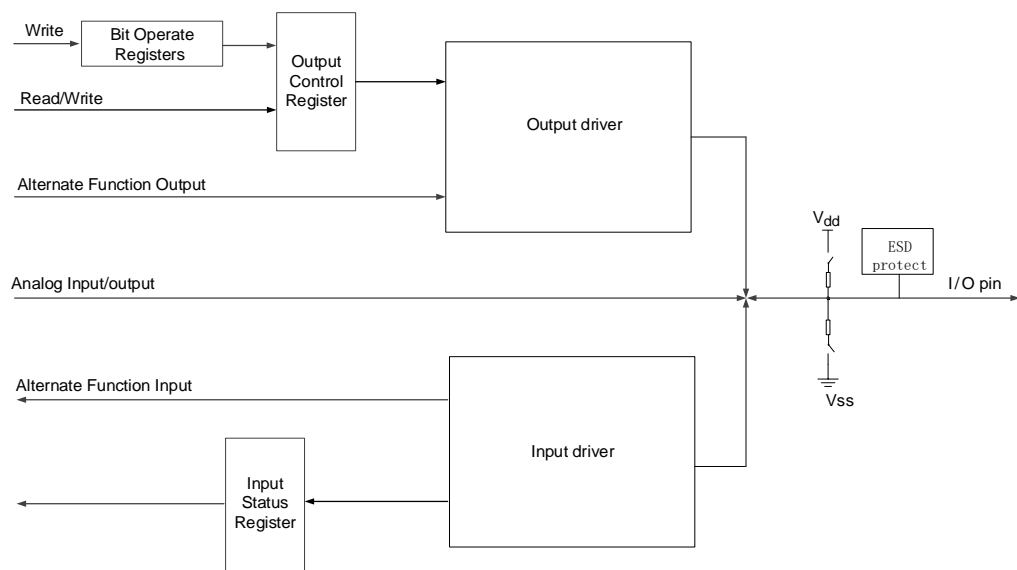 Write
Bit Operate
Registers
Output
Control
Register
Read/Write
Output driver
Alternate Function Output
Vdd
ESD
protect
Analog Input/output
I/O pin
Vss
Alternate Function Input
Input driver
Input
Status
Register